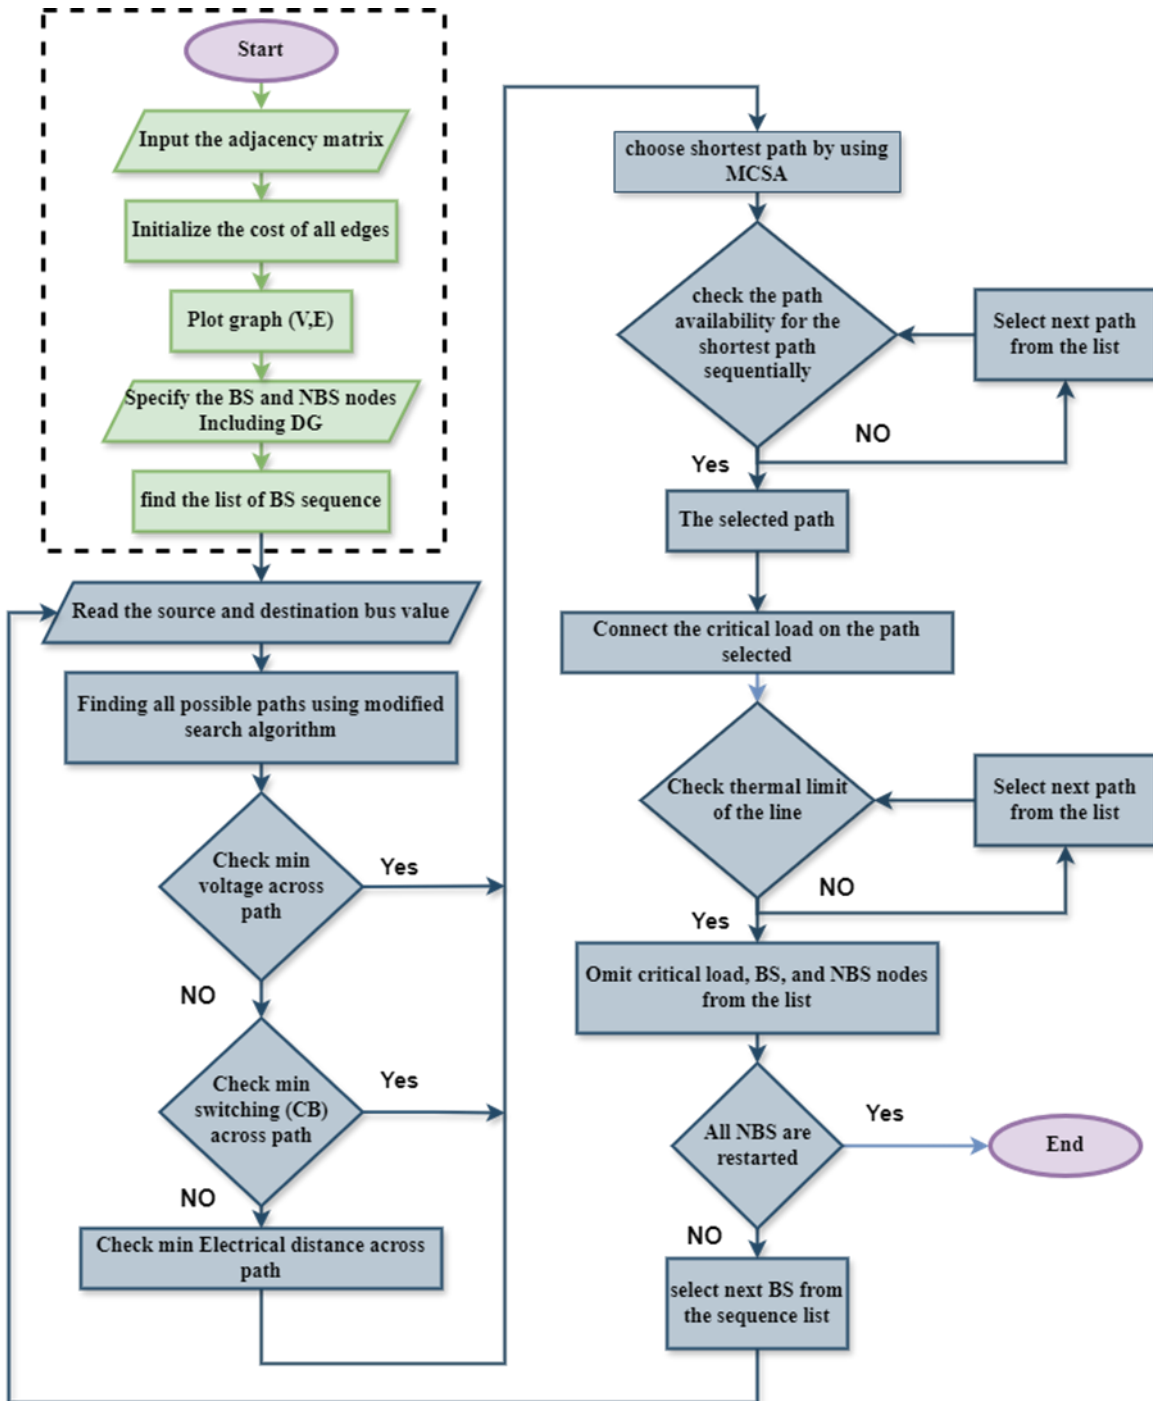 Start
Input the adjacency matrix
Initialize the cost of all edges
Plot graph (V,E)
Specify the BS and NBS nodes
Including DG
find the list of BS sequence
Read the source and destination bus value
Finding all possible paths using modified
search algorithm
Check min
voltage across
path
Yes
NO
Check min
switching (CB)
across path
Yes
NO
Check min Electrical distance across
path
choose shortest path by using
MCSA
check the path
availability for the
shortest path
sequentially
Select next path
from the list
NO
Yes
The selected path
Connect the critical load on the path
selected
Check thermal limit
of the line
Select next path
from the list
NO
Yes
Omit critical load, BS, and NBS nodes
from the list
All NBS are
restarted
Yes
End
NO
select next BS from
the sequence list